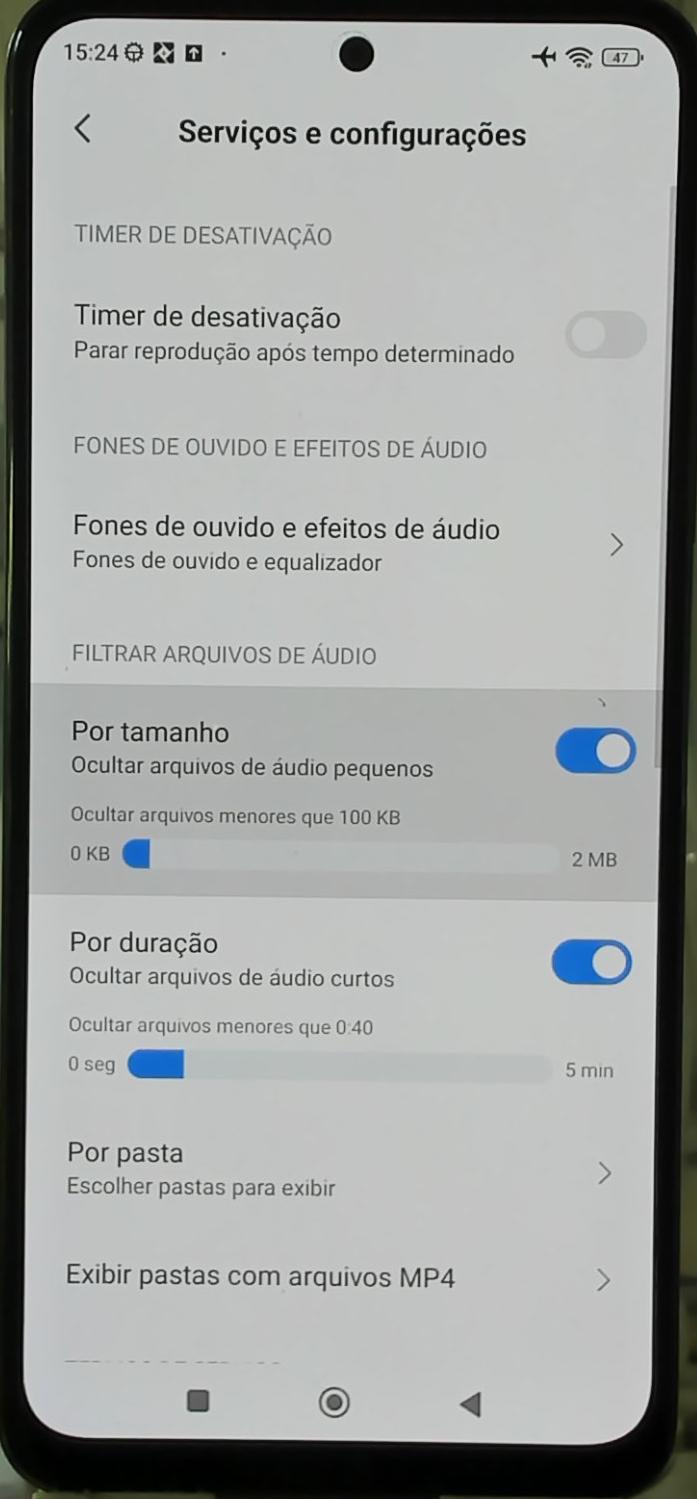 15:24
47
Serviços e configurações
TIMER DE DESATIVAÇÃO
Timer de desativação
Parar reprodução após tempo determinado
FONES DE OUVIDO E EFEITOS DE ÁUDIO
Fones de ouvido e efeitos de áudio
Fones de ouvido e equalizador
FILTRAR ARQUIVOS DE ÁUDIO
Por tamanho
Ocultar arquivos de áudio pequenos
Ocultar arquivos menores que 100 KB
0 KB
2 MB
Por duração
Ocultar arquivos de áudio curtos
Ocultar arquivos menores que 0:40
0 seg
5 min
Por pasta
Escolher pastas para exibir
Exibir pastas com arquivos MP4